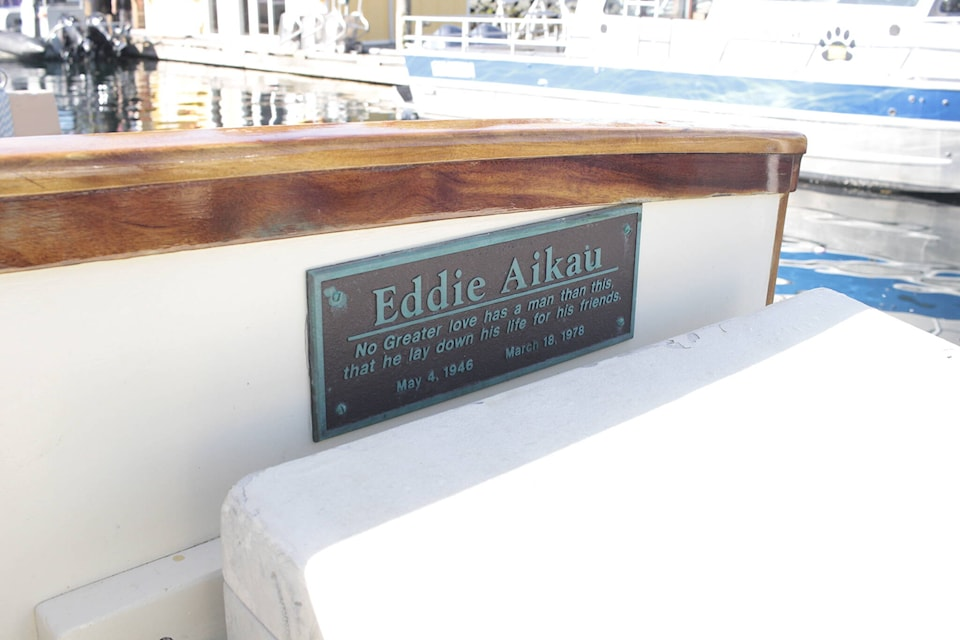 Eddie Aikau
No Greater love has a man than this,
that he lay down his life for his friends.
May 4, 1946 March 18, 1978